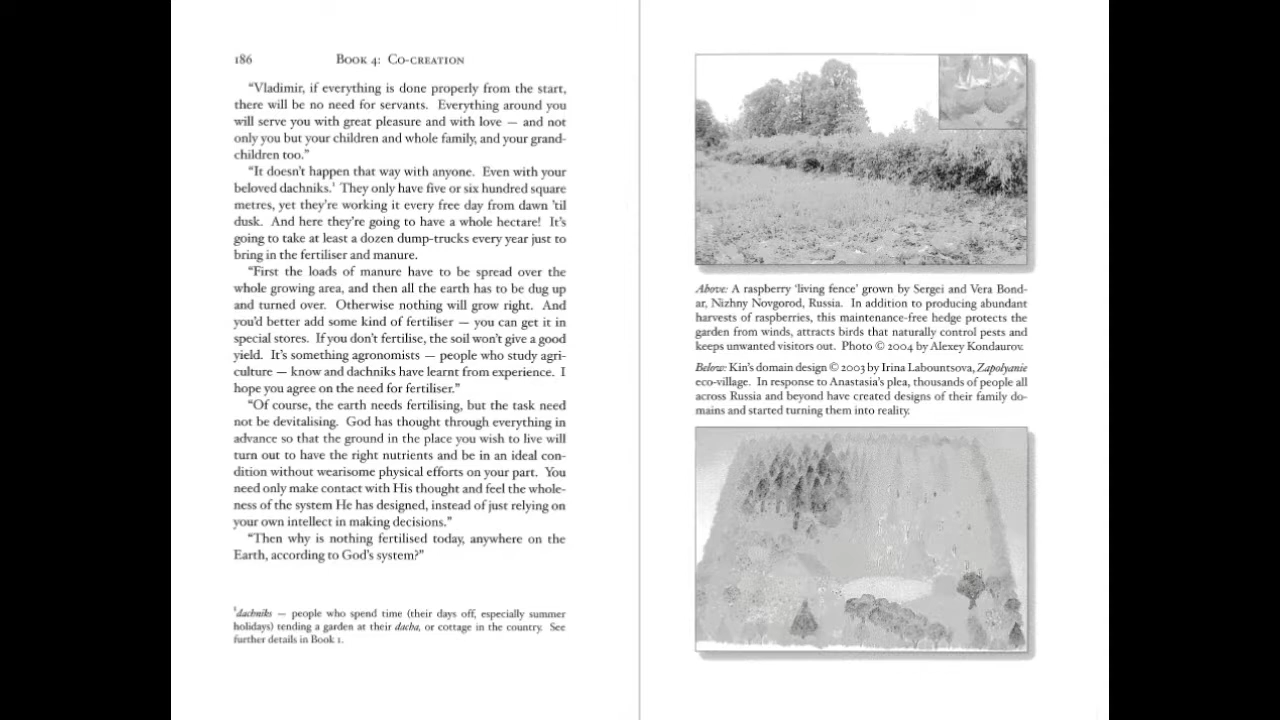 186 Book 4: Co-creation
“Vladimir, if everything is done properly from the start,
there will be no need for servants. Everything around you
will serve you with great pleasure and with love — and not
only you but your children and whole family, and your grand-
children too.”
“It doesn't happen that way with anyone. Even with your
beloved dachniks.¹ They only have five or six hundred square
metres, yet they're working it every free day from dawn 'til
dusk. And here they're going to have a whole hectare! It's
going to take at least a dozen dump-trucks every year just to
bring in the fertiliser and manure.
“First the loads of manure have to be spread over the
whole growing area, and then all the earth has to be dug up
and turned over. Otherwise nothing will grow right. And
you'd better add some kind of fertiliser — you can get it in
special stores. If you don't fertilise, the soil won't give a good
yield. It's something agronomists — people who study agri-
culture — know and dachniks have learnt from experience. I
hope you agree on the need for fertiliser.”
“Of course, the earth needs fertilising, but the task need
not be devitalising. God has thought through everything in
advance so that the ground in the place you wish to live will
turn out to have the right nutrients and be in an ideal con-
dition without wearisome physical efforts on your part. You
need only make contact with His thought and feel the whole-
ness of the system He has designed, instead of just relying on
your own intellect in making decisions.”
“Then why is nothing fertilised today, anywhere on the
Earth, according to God's system?”
¹dachniks — people who spend time (their days off, especially summer
holidays) tending a garden at their dacha, or cottage in the country. See
further details in Book 1.
Above: A raspberry ‘living fence’ grown by Sergei and Vera Bond-
ar, Nizhny Novgorod, Russia. In addition to producing abundant
harvests of raspberries, this maintenance-free hedge protects the
garden from winds, attracts birds that naturally control pests and
keeps unwanted visitors out. Photo © 2004 by Alexey Kondaurov.
Below: Kin's domain design © 2003 by Irina Labountsova, Zapolyanie
eco-village. In response to Anastasia's plea, thousands of people all
across Russia and beyond have created designs of their family do-
mains and started turning them into reality.